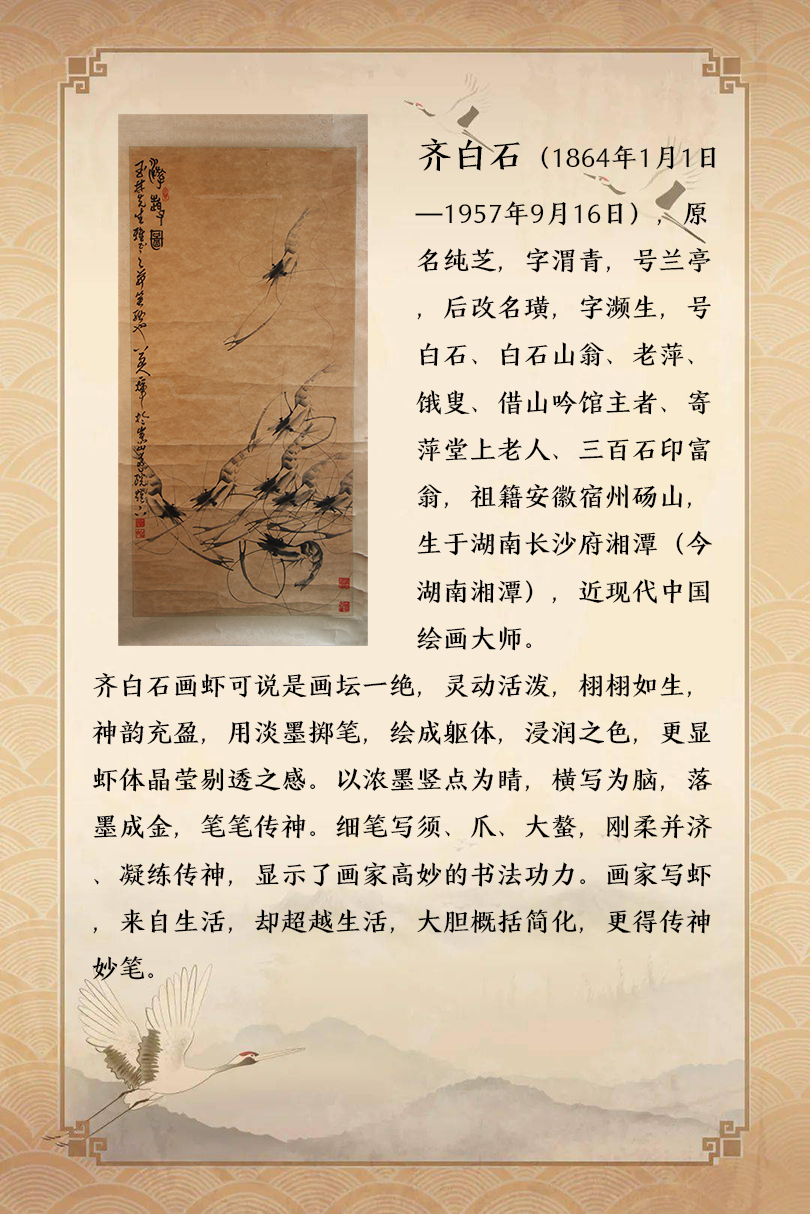 群虾图
八人
齐白石（1864年1月1日
—1957年9月16日），原
名纯芝，字渭青，号兰亭
，后改名璜，字濒生，号
白石、白石山翁、老萍、
饿叟、借山吟馆主者、寄
萍堂上老人、三百石印富
翁，祖籍安徽宿州砀山，
生于湖南长沙府湘潭（今
湖南湘潭），近现代中国
绘画大师。
齐白石画虾可说是画坛一绝，灵动活泼，栩栩如生，
神韵充盈，用淡墨掷笔，绘成躯体，浸润之色，更显
虾体晶莹剔透之感。以浓墨竖点为睛，横写为脑，落
墨成金，笔笔传神。细笔写须、爪、大螯，刚柔并济
、凝练传神，显示了画家高妙的书法功力。画家写虾
，来自生活，却超越生活，大胆概括简化，更得传神
妙笔。